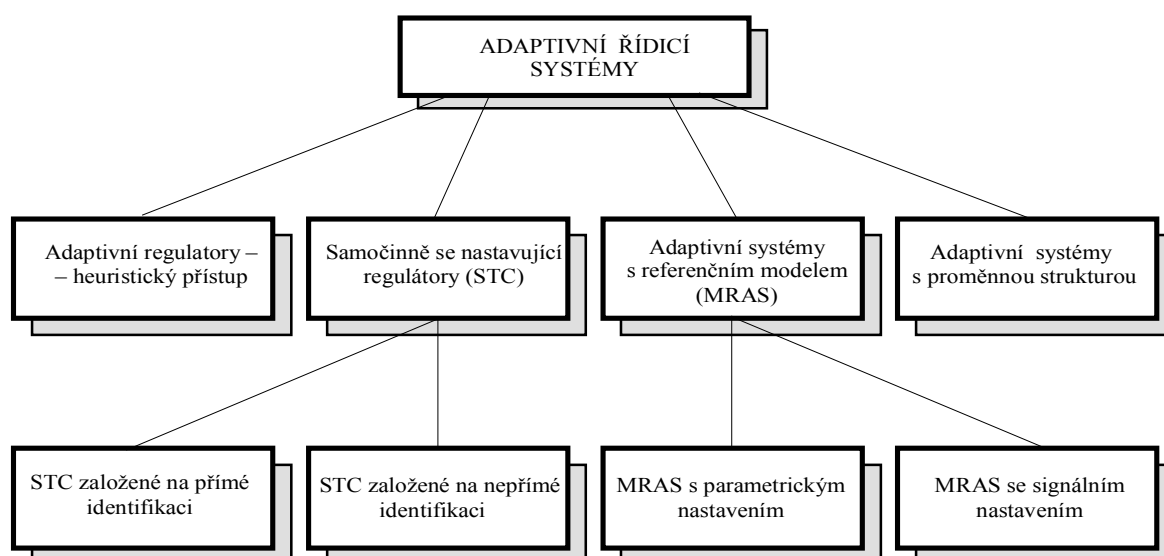 ADAPTIVNÍ ŘÍDICÍ
SYSTÉMY
Adaptivní regulatory –
– heuristický přístup
Samočinně se nastavující
regulátory (STC)
Adaptivní systémy
s referenčním modelem
(MRAS)
Adaptivní systémy
s proměnnou strukturou
STC založené na přímé
identifikaci
STC založené na nepřímé
identifikaci
MRAS s parametrickým
nastavením
MRAS se signálním
nastavením